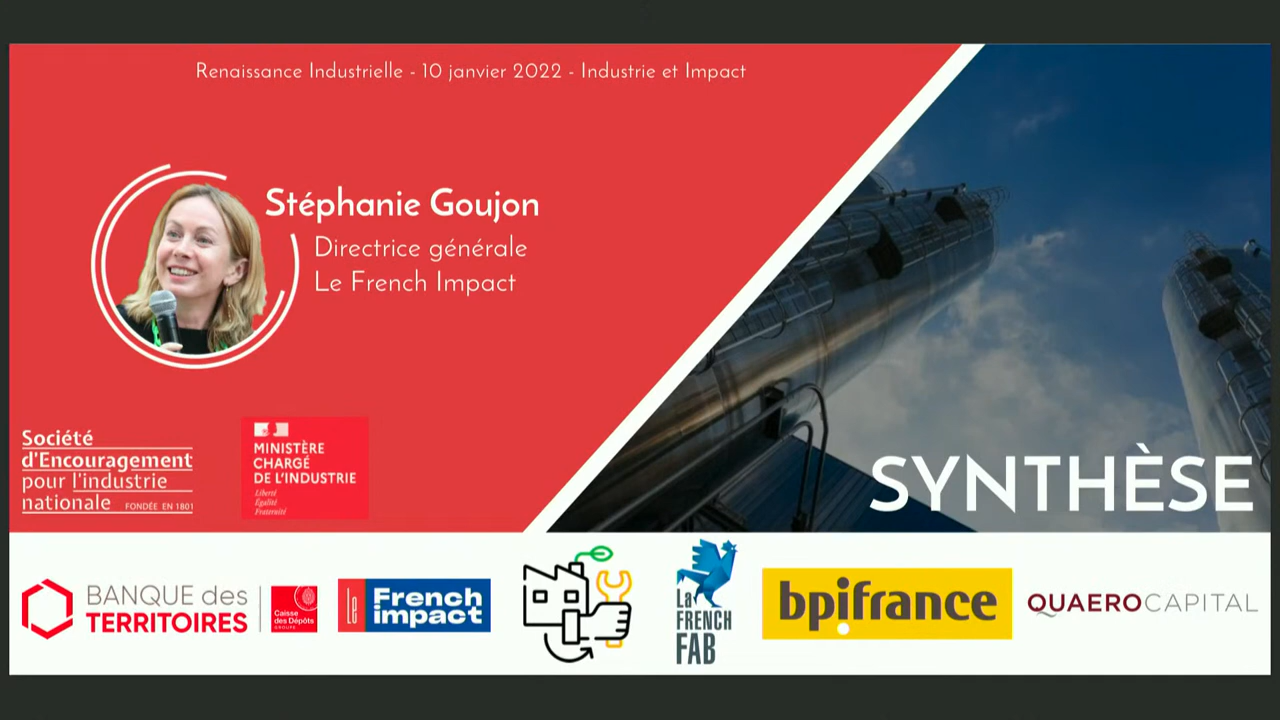 Renaissance Industrielle - 10 janvier 2022 - Industrie et Impact
Stéphanie Goujon
Directrice générale
Le French Impact
Société
d'Encouragement
pour l'industrie
nationale FONDÉE EN 1801
MINISTÈRE
CHARGÉ
DE L'INDUSTRIE
Liberté
Égalité
Fraternité
SYNTHÈSE
BANQUE des
TERRITOIRES
Caisse
des Dépôts
GROUPE
le
French
impact
La
FRENCH
FAB
bpifrance
QUAEROCAPITAL